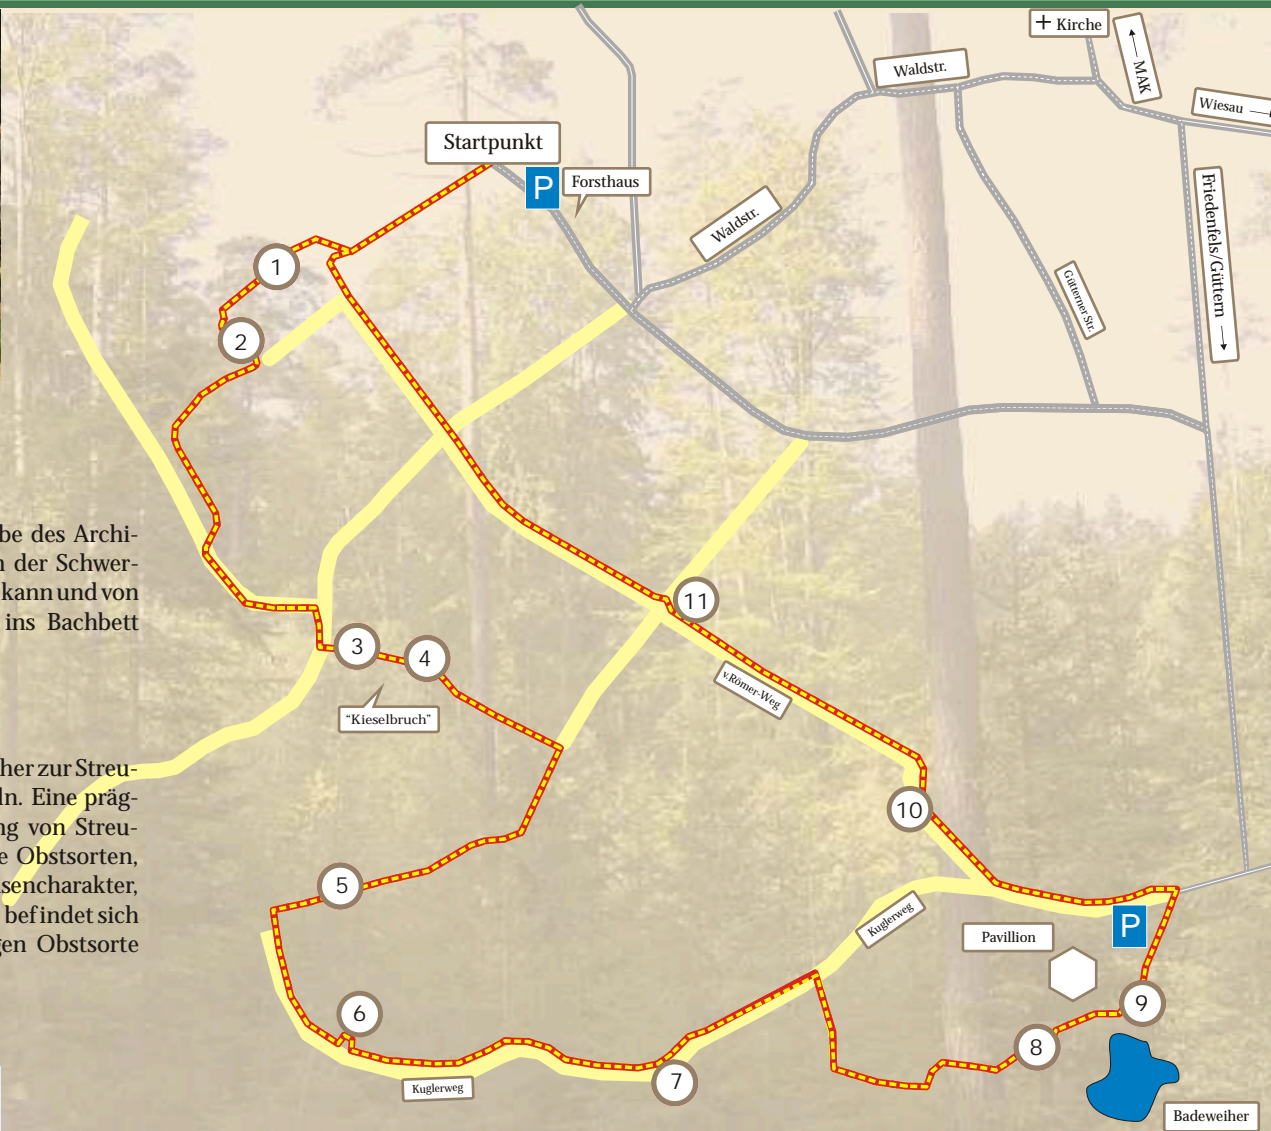 + Kirche
← MAK
Waldstr.
Wiesau →
Startpunkt
P
Forsthaus
Friedenfels/Güttern →
Waldstr.
Gütterner Str.
1
2
be des Archi-
der Schwer-
kann und von
ins Bachbett
11
3
4
v.Römer-Weg
"Kieselbruch"
her zur Streu-
ln. Eine präg-
ng von Streu-
e Obstsorten,
sencharakter,
befindet sich
gen Obstsorte
10
5
Kuglerweg
P
Pavillion
6
9
8
7
Kuglerweg
Badeweiher